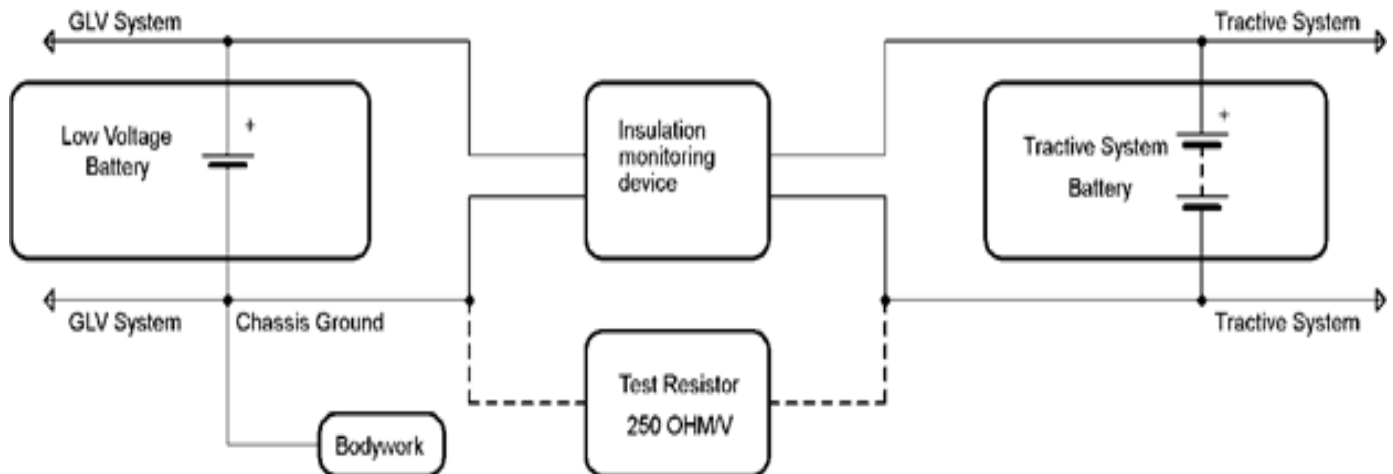 GLV System
Tractive System
Low Voltage
Battery
+
Insulation
monitoring
device
+
Tractive System
Battery
GLV System
Chassis Ground
Tractive System
Test Resistor
250 OHM/V
Bodywork